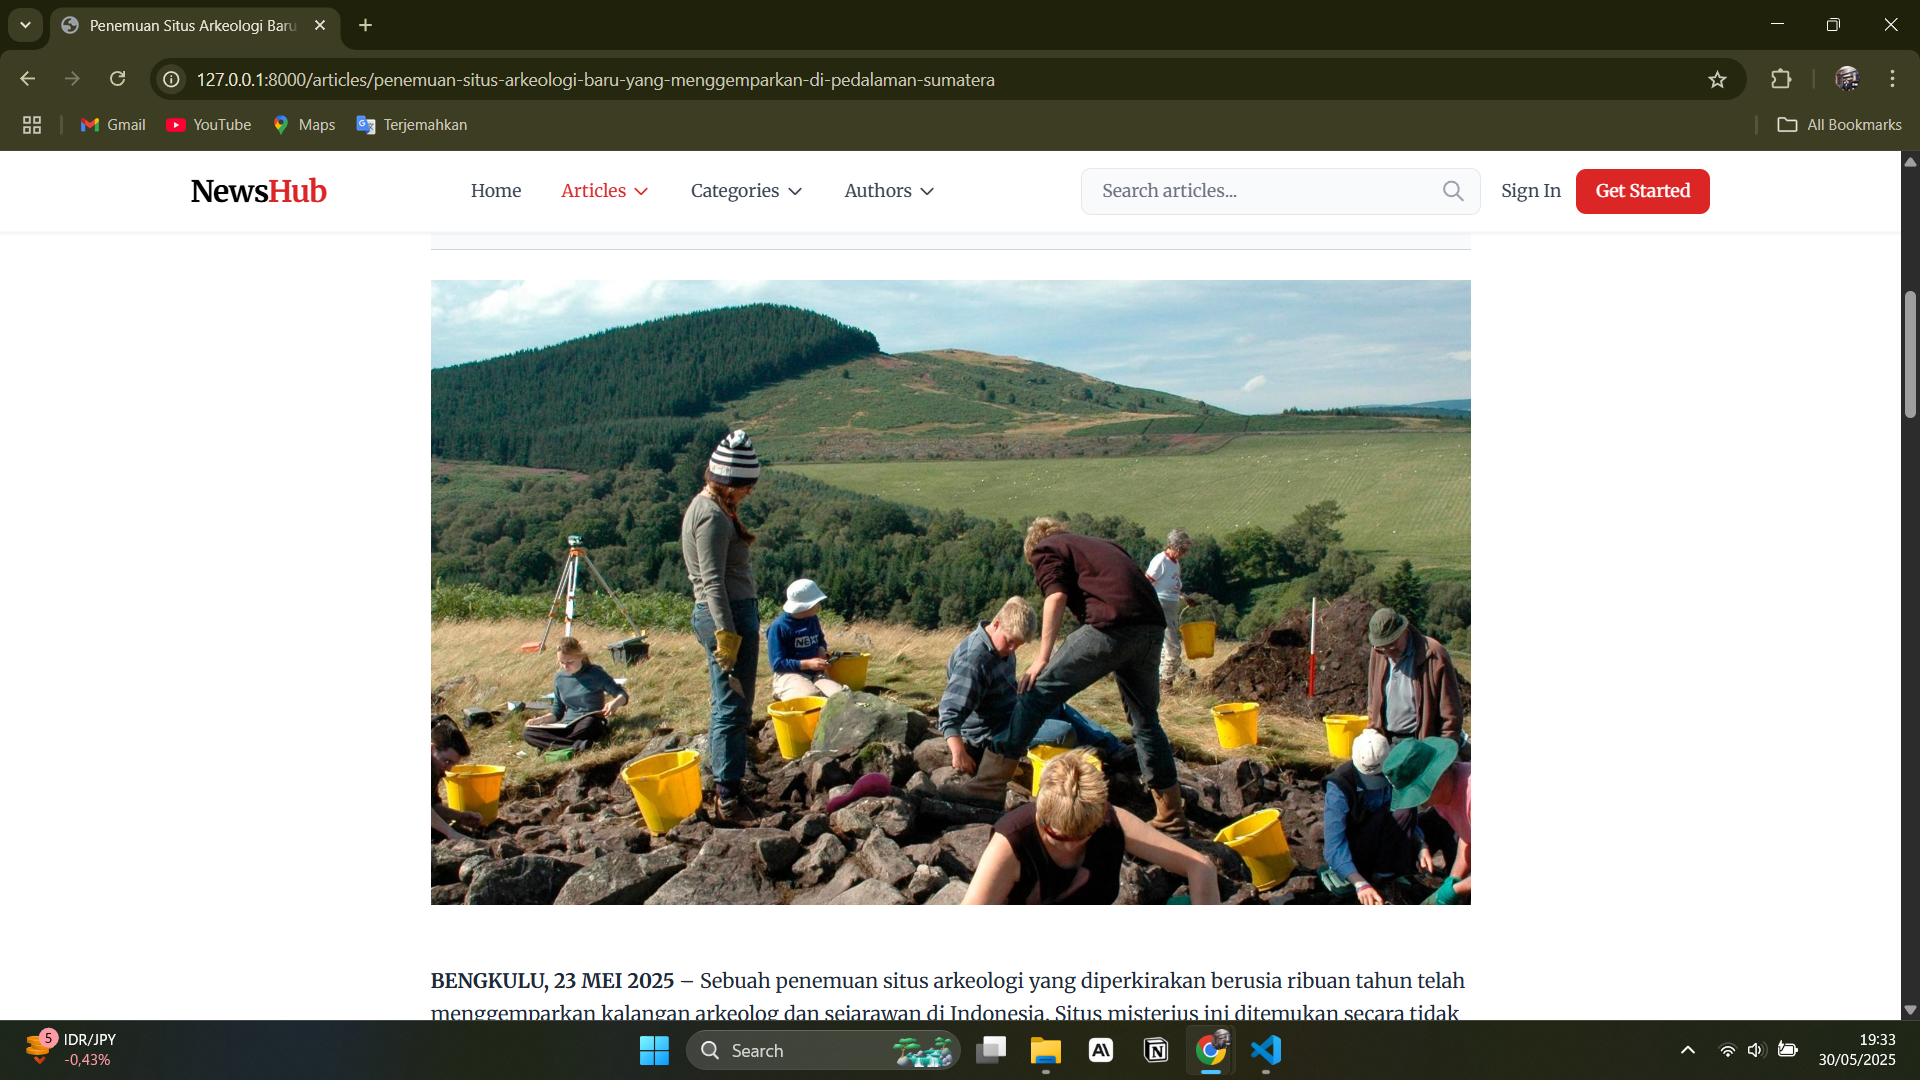 Penemuan Situs Arkeologi Baru
127.0.0.1:8000/articles/penemuan-situs-arkeologi-baru-yang-menggemparkan-di-pedalaman-sumatera
Gmail YouTube Maps Terjemahkan All Bookmarks
NewsHub Home Articles Categories Authors Search articles... Sign In Get Started
NEXT
BENGKULU, 23 MEI 2025 – Sebuah penemuan situs arkeologi yang diperkirakan berusia ribuan tahun telah
menggemparkan kalangan arkeolog dan sejarawan di Indonesia. Situs misterius ini ditemukan secara tidak
5 IDR/JPY
-0,43%
Search
19:33
30/05/2025